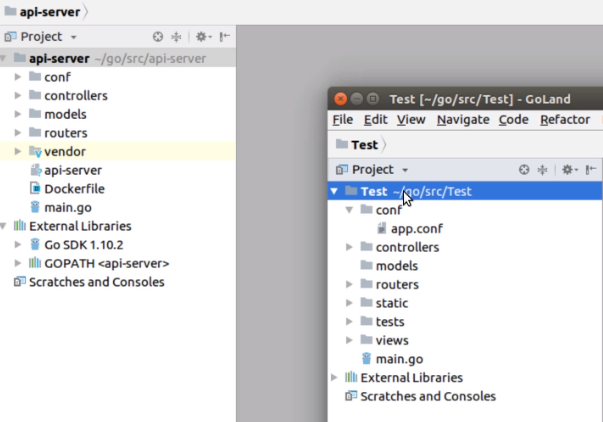 api-server
Project
api-server ~/go/src/api-server
conf
controllers
models
routers
vendor
api-server
Dockerfile
main.go
External Libraries
Go SDK 1.10.2
GOPATH <api-server>
Scratches and Consoles
Test [~/go/src/Test] - GoLand
File Edit View Navigate Code Refactor
Test
Project
Test ~/go/src/Test
conf
app.conf
controllers
models
routers
static
tests
views
main.go
External Libraries
Scratches and Consoles